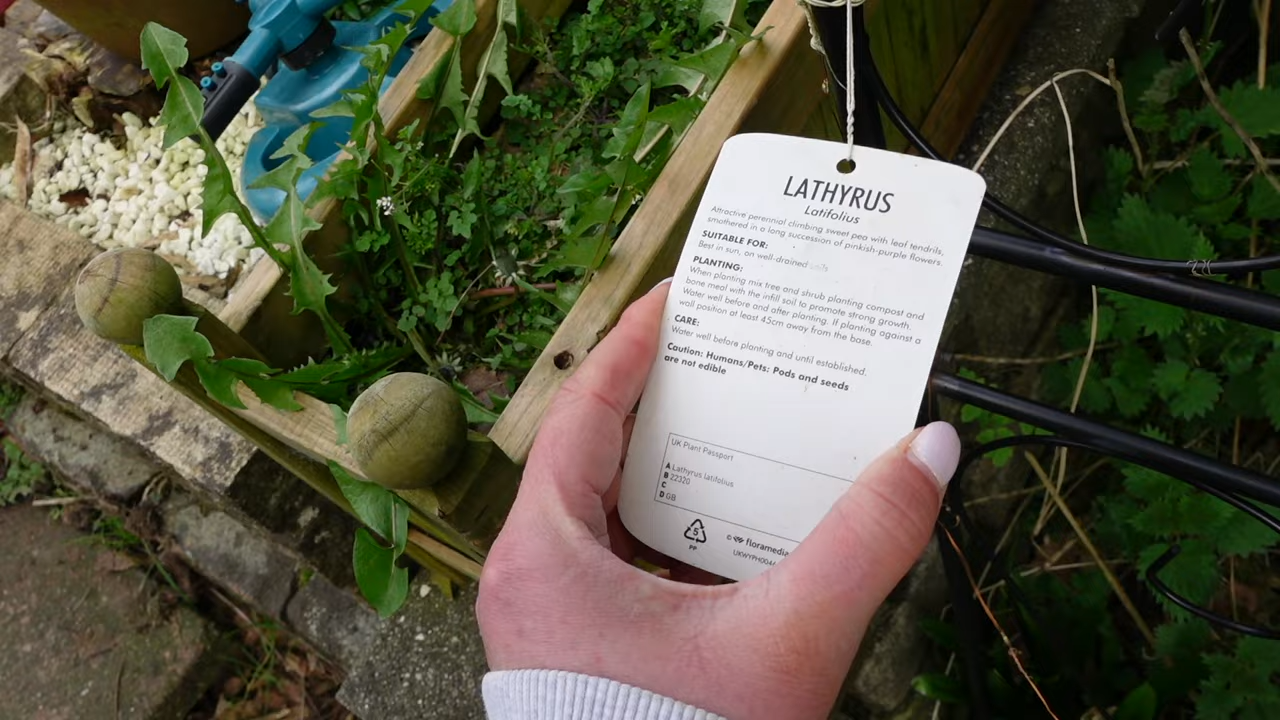 LATHYRUS
Latifolius
Attractive perennial climbing sweet pea with leaf tendrils,
smothered in a long succession of pinkish-purple flowers.
SUITABLE FOR:
Best in sun, on well-drained soils
PLANTING:
When planting mix tree and shrub planting compost and
bone meal with the infill soil to promote strong growth.
Water well before and after planting. If planting against a
wall position at least 45cm away from the base.
CARE:
Water well before planting and until established.
Caution: Humans/Pets: Pods and seeds
are not edible
UK Plant Passport
A Lathyrus latifolius
B 22320
C
D GB
5
PP
© floramedia